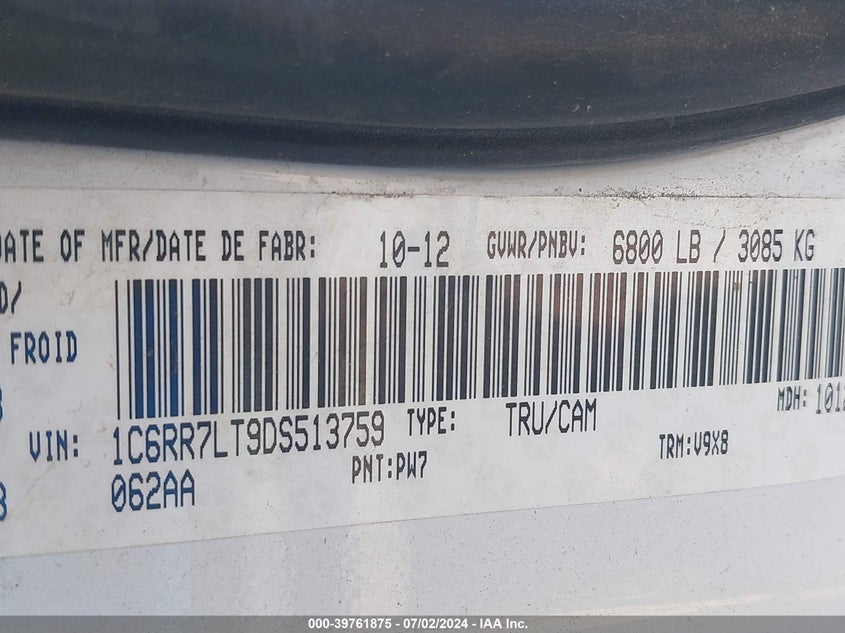 DATE OF MFR/DATE DE FABR: 10-12 GVWR/PNBV: 6800 LB / 3085 KG
FROID
VIN: 1C6RR7LT9DS513759 TYPE: TRU/CAM MDH: 1012
PNT:PW7 TRM:V9X8
062AA
000-39761875 - 07/02/2024 - IAA Inc.